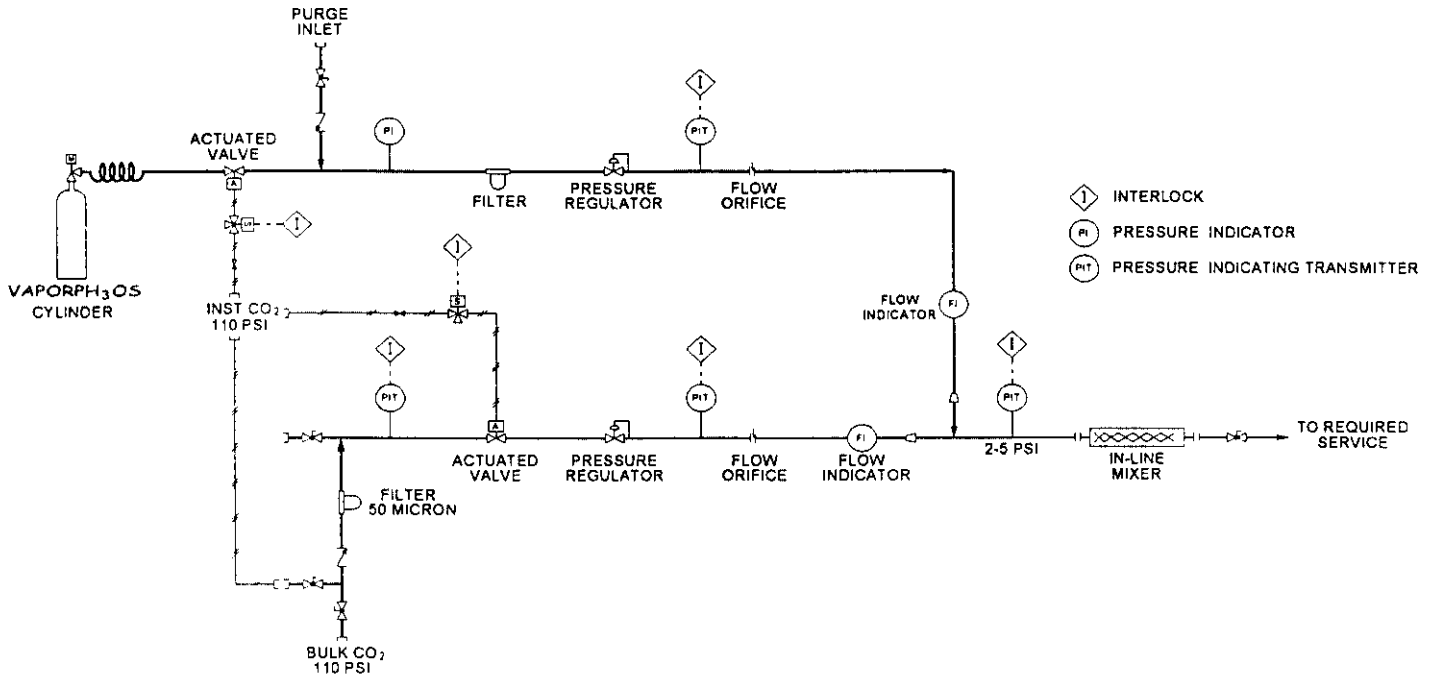 PURGE
INLET
ACTUATED
VALVE
M
A
PI
PIT
I
FILTER
PRESSURE
REGULATOR
FLOW
ORIFICE
I INTERLOCK
PI PRESSURE INDICATOR
PIT PRESSURE INDICATING TRANSMITTER
VAPORPH₃OS
CYLINDER
I
INST CO₂
110 PSI
S
I
FLOW
INDICATOR
FI
I
PIT
I
PIT
I
PIT
A
ACTUATED
VALVE
PRESSURE
REGULATOR
FLOW
ORIFICE
FI
FLOW
INDICATOR
2-5 PSI
IN-LINE
MIXER
TO REQUIRED
SERVICE
FILTER
50 MICRON
BULK CO₂
110 PSI